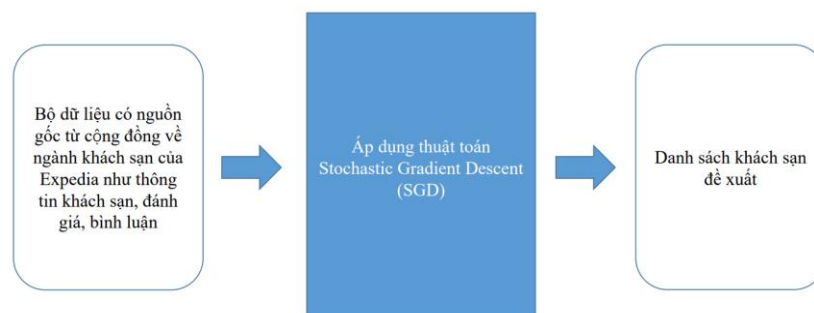 Bộ dữ liệu có nguồn
gốc từ cộng đồng về
ngành khách sạn của
Expedia như thông
tin khách sạn, đánh
giá, bình luận
Áp dụng thuật toán
Stochastic Gradient Descent
(SGD)
Danh sách khách sạn
đề xuất